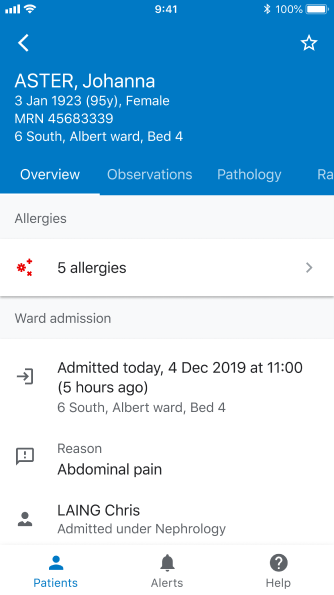 9:41
100%
ASTER, Johanna
3 Jan 1923 (95y), Female
MRN 45683339
6 South, Albert ward, Bed 4
Overview Observations Pathology Ra
Allergies
5 allergies
Ward admission
Admitted today, 4 Dec 2019 at 11:00
(5 hours ago)
6 South, Albert ward, Bed 4
Reason
Abdominal pain
LAING Chris
Admitted under Nephrology
Patients Alerts Help